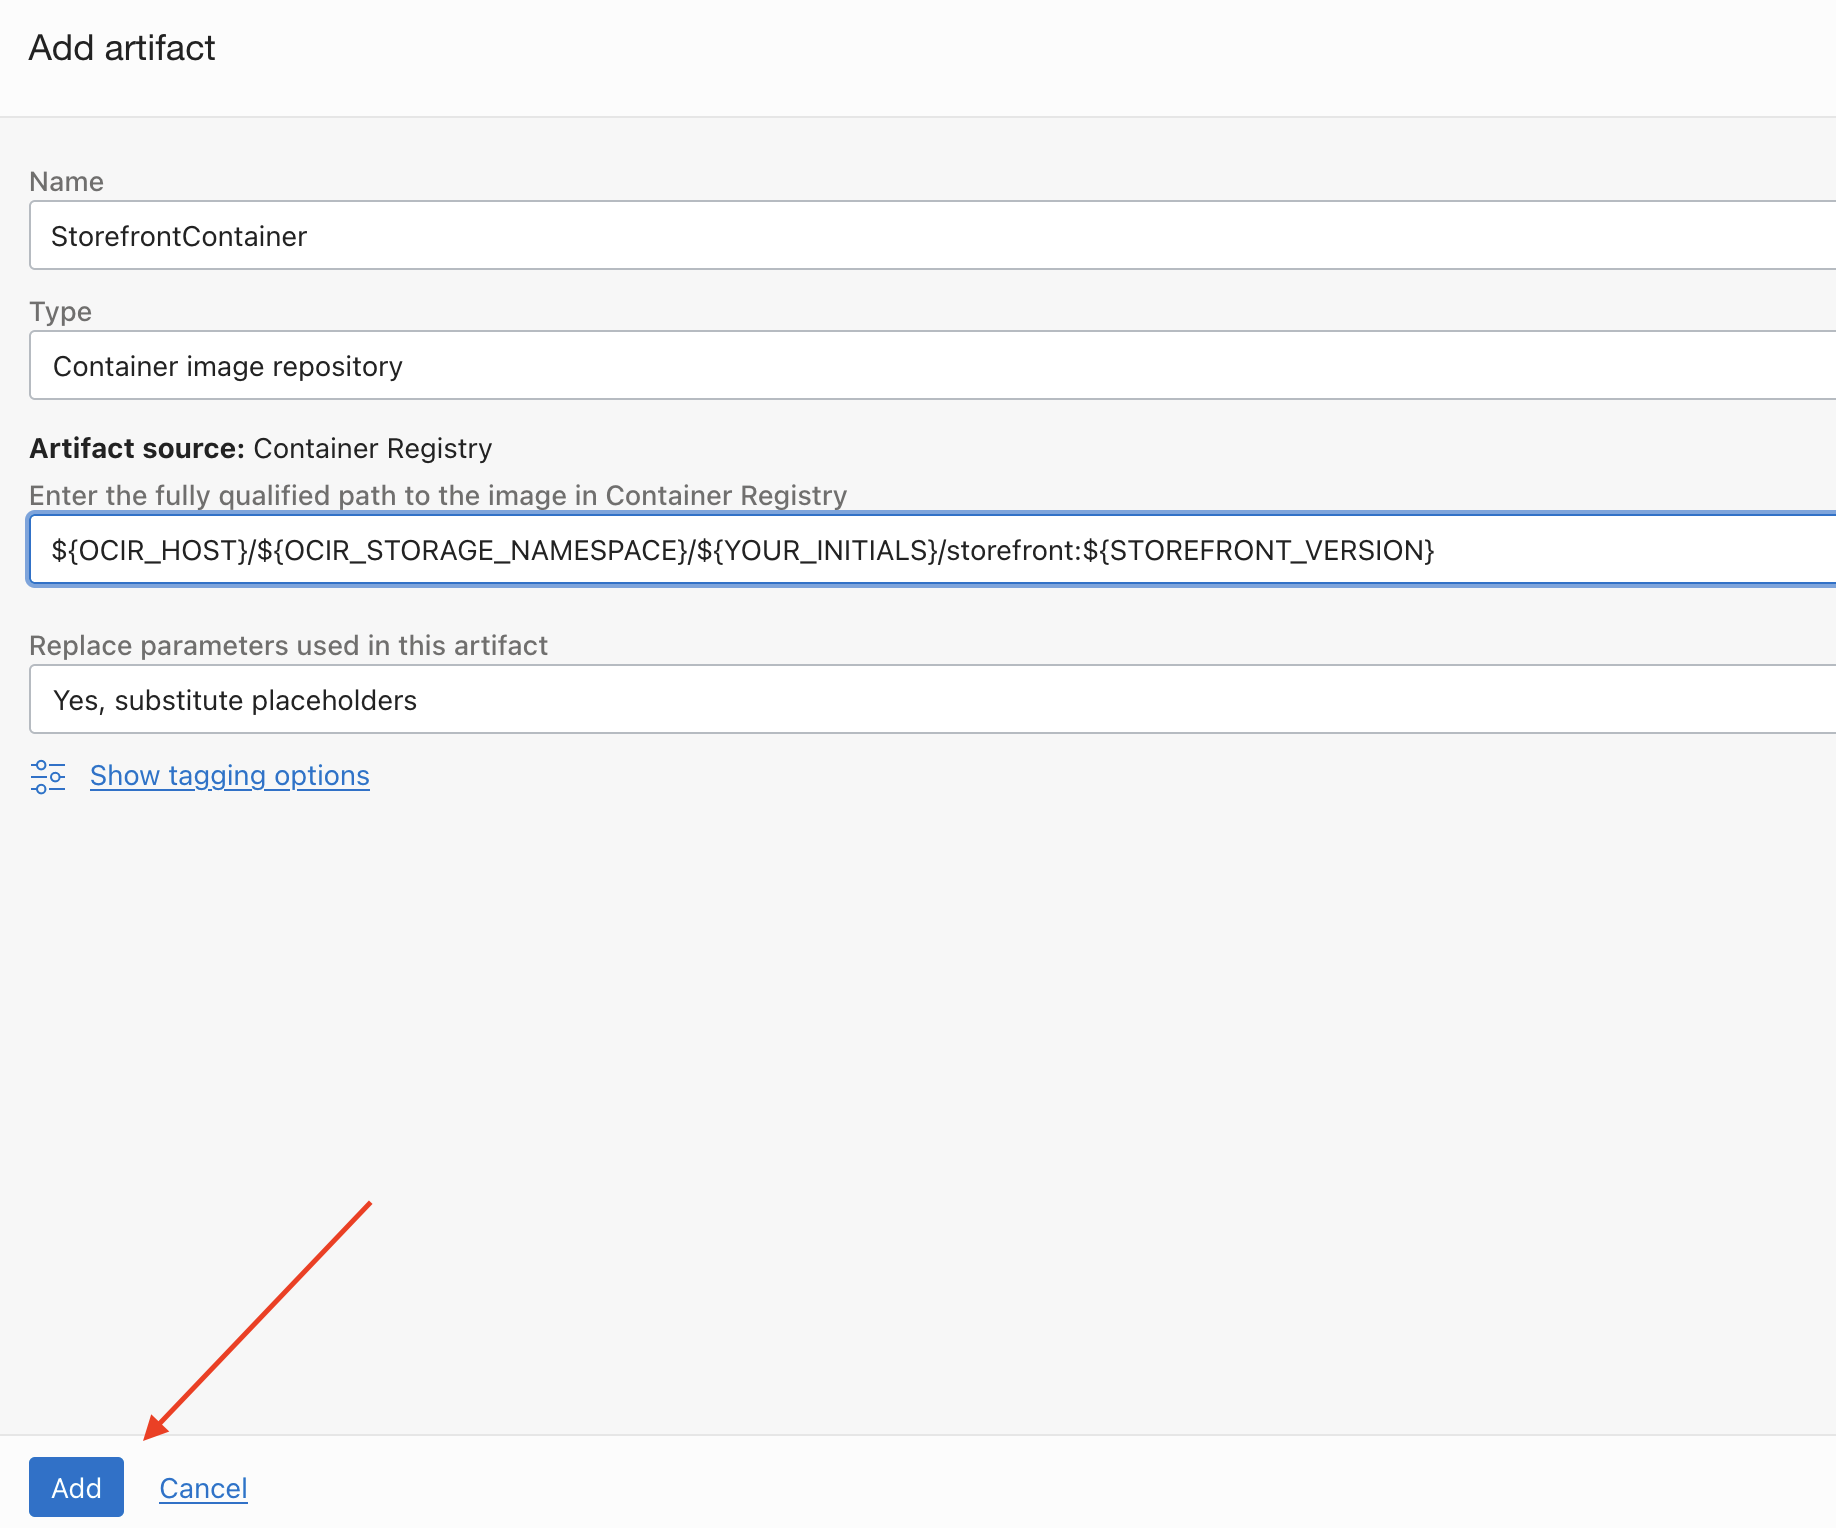 Add artifact
Name
StorefrontContainer
Type
Container image repository
Artifact source: Container Registry
Enter the fully qualified path to the image in Container Registry
${OCIR_HOST}/${OCIR_STORAGE_NAMESPACE}/${YOUR_INITIALS}/storefront:${STOREFRONT_VERSION}
Replace parameters used in this artifact
Yes, substitute placeholders
Show tagging options
Add Cancel